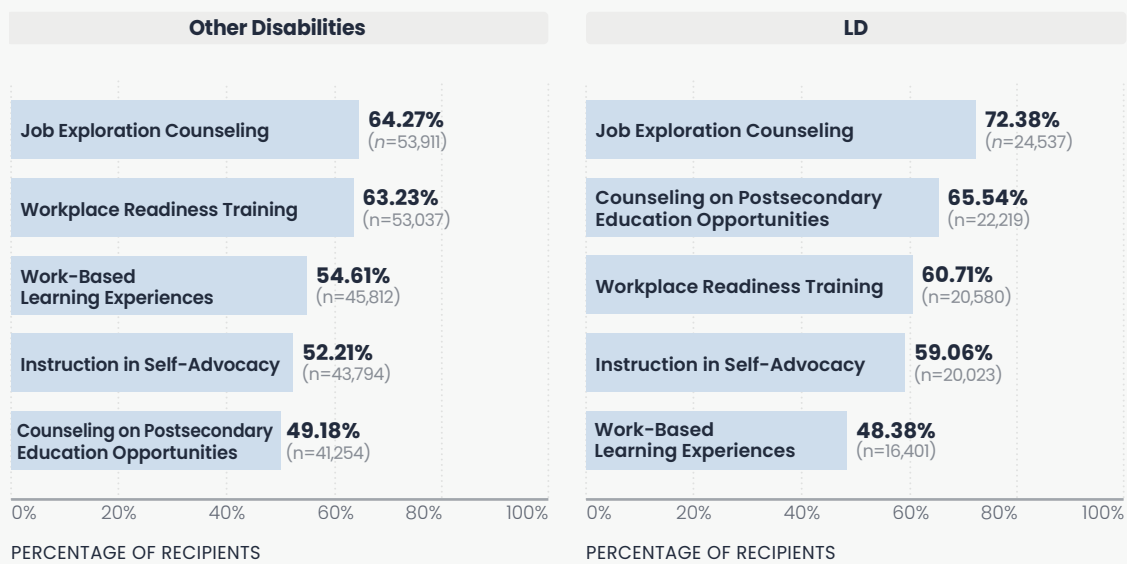 Other Disabilities
Job Exploration Counseling
64.27%
(n=53,911)
Workplace Readiness Training
63.23%
(n=53,037)
Work-Based
Learning Experiences
54.61%
(n=45,812)
Instruction in Self-Advocacy
52.21%
(n=43,794)
Counseling on Postsecondary
Education Opportunities
49.18%
(n=41,254)
0% 20% 40% 60% 80% 100%
PERCENTAGE OF RECIPIENTS
LD
Job Exploration Counseling
72.38%
(n=24,537)
Counseling on Postsecondary
Education Opportunities
65.54%
(n=22,219)
Workplace Readiness Training
60.71%
(n=20,580)
Instruction in Self-Advocacy
59.06%
(n=20,023)
Work-Based
Learning Experiences
48.38%
(n=16,401)
0% 20% 40% 60% 80% 100%
PERCENTAGE OF RECIPIENTS